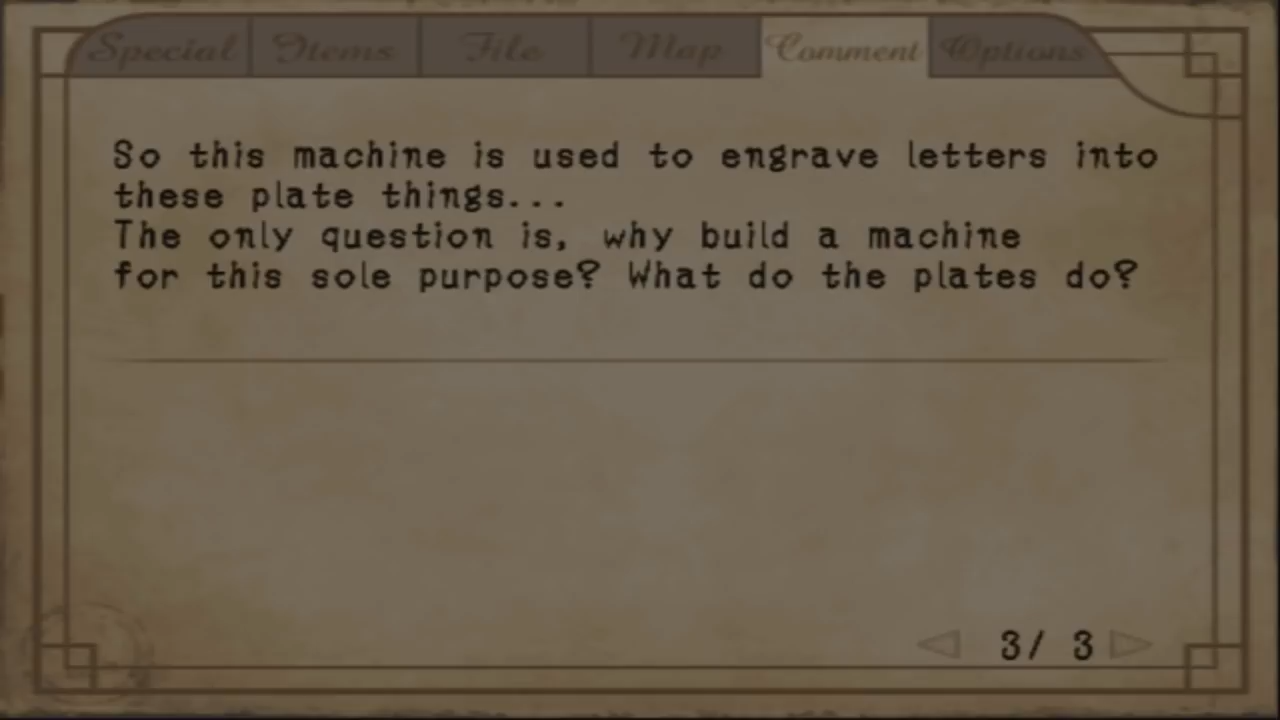 Special Items File Map Comment Options
So this machine is used to engrave letters into
these plate things...
The only question is, why build a machine
for this sole purpose? What do the plates do?
3/ 3